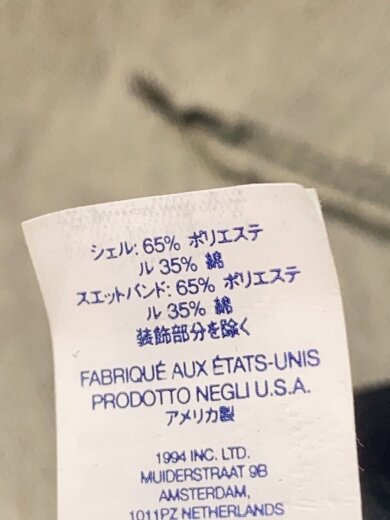 シェル: 65% ポリエステ
ル 35% 綿
スエットバンド: 65% ポリエステ
ル 35% 綿
装飾部分を除く
FABRIQUÉ AUX ÉTATS-UNIS
PRODOTTO NEGLI U.S.A.
アメリカ製
1994 INC. LTD.
MUIDERSTRAAT 9B
AMSTERDAM,
1011PZ NETHERLANDS